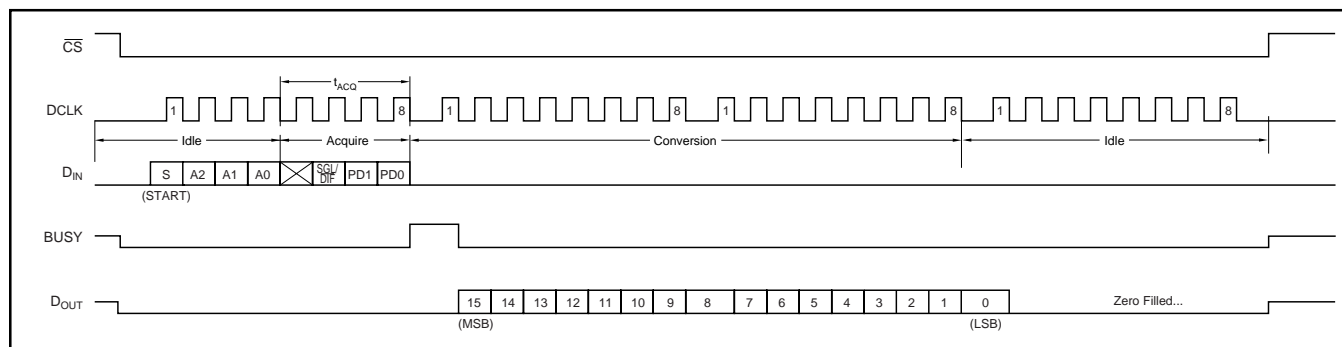 CS
tACQ
DCLK 1 8 1 8 1 8 1 8
Idle Acquire Conversion Idle
DIN S A2 A1 A0 SGL/DIF PD1 PD0
(START)
BUSY
DOUT 15 14 13 12 11 10 9 8 7 6 5 4 3 2 1 0 Zero Filled...
(MSB) (LSB)